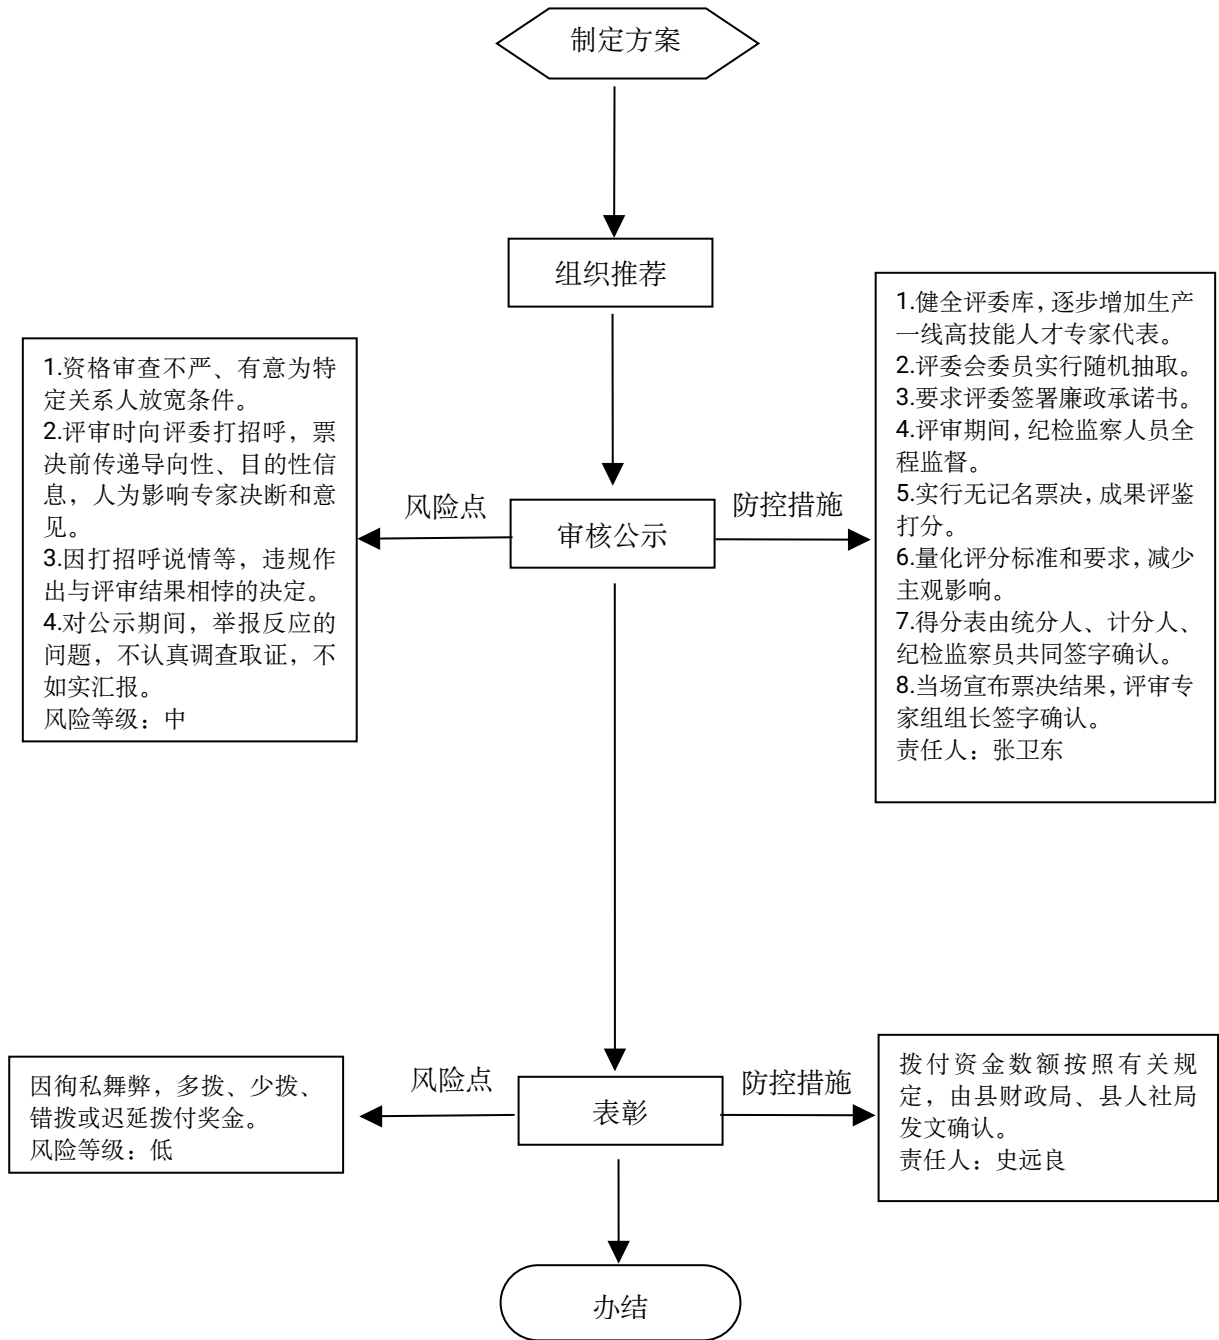 制定方案
组织推荐
1.资格审查不严、有意为特
定关系人放宽条件。
2.评审时向评委打招呼，票
决前传递导向性、目的性信
息，人为影响专家决断和意
见。
3.因打招呼说情等，违规作
出与评审结果相悖的决定。
4.对公示期间，举报反应的
问题，不认真调查取证，不
如实汇报。
风险等级：中
风险点
审核公示
防控措施
1.健全评委库，逐步增加生产
一线高技能人才专家代表。
2.评委会委员实行随机抽取。
3.要求评委签署廉政承诺书。
4.评审期间，纪检监察人员全
程监督。
5.实行无记名票决，成果评鉴
打分。
6.量化评分标准和要求，减少
主观影响。
7.得分表由统分人、计分人、
纪检监察员共同签字确认。
8.当场宣布票决结果，评审专
家组组长签字确认。
责任人：张卫东
因徇私舞弊，多拨、少拨、
错拨或迟延拨付奖金。
风险等级：低
风险点
表彰
防控措施
拨付资金数额按照有关规
定，由县财政局、县人社局
发文确认。
责任人：史远良
办结